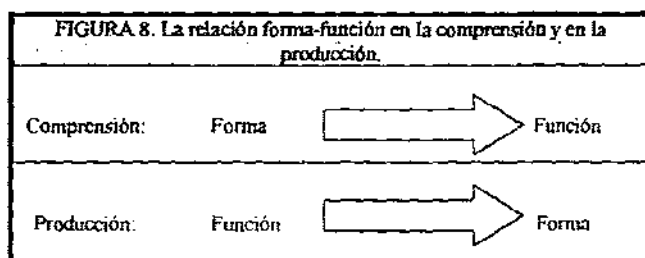 FIGURA 8. La relación forma-función en la comprensión y en la
producción.
Comprensión: Forma Función
Producción: Función Forma